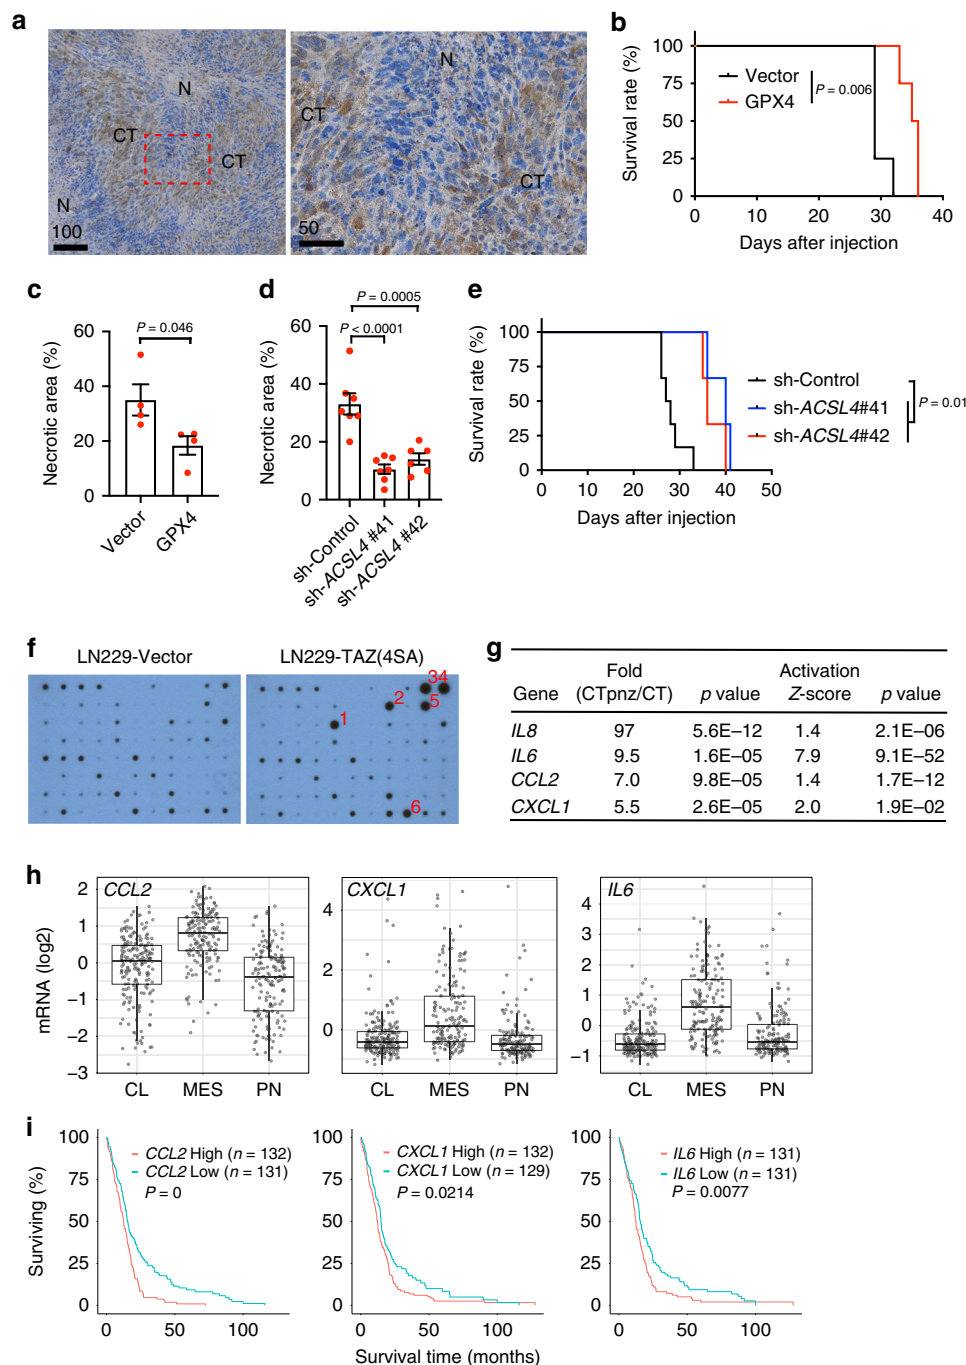 a
N
CT
CT
N
100
N
CT
CT
50
b
Survival rate (%)
100
75
50
25
0
Vector
GPX4
P = 0.006
0 10 20 30 40
Days after injection
c
Necrotic area (%)
60
40
20
0
P = 0.046
Vector
GPX4
d
Necrotic area (%)
60
40
20
0
P = 0.0005
P < 0.0001
sh-Control
sh-ACSL4 #41
sh-ACSL4 #42
e
Survival rate (%)
100
75
50
25
0
sh-Control
sh-ACSL4#41
sh-ACSL4#42
P = 0.01
0 10 20 30 40 50
Days after injection
f
LN229-Vector
LN229-TAZ(4SA)
1
2
34
5
6
g
Gene Fold (CTpnz/CT) p value Activation Z-score p value
IL8 97 5.6E–12 1.4 2.1E–06
IL6 9.5 1.6E–05 7.9 9.1E–52
CCL2 7.0 9.8E–05 1.4 1.7E–12
CXCL1 5.5 2.6E–05 2.0 1.9E–02
h
mRNA (log2)
CCL2
2
1
0
−1
−2
−3
CL MES PN
CXCL1
4
2
0
CL MES PN
IL6
4
3
2
1
0
−1
CL MES PN
i
Surviving (%)
100
75
50
25
0
CCL2 High (n = 132)
CCL2 Low (n = 131)
P = 0
0 50 100
100
75
50
25
0
CXCL1 High (n = 132)
CXCL1 Low (n = 129)
P = 0.0214
0 50 100
100
75
50
25
0
IL6 High (n = 131)
IL6 Low (n = 131)
P = 0.0077
0 50 100
Survival time (months)